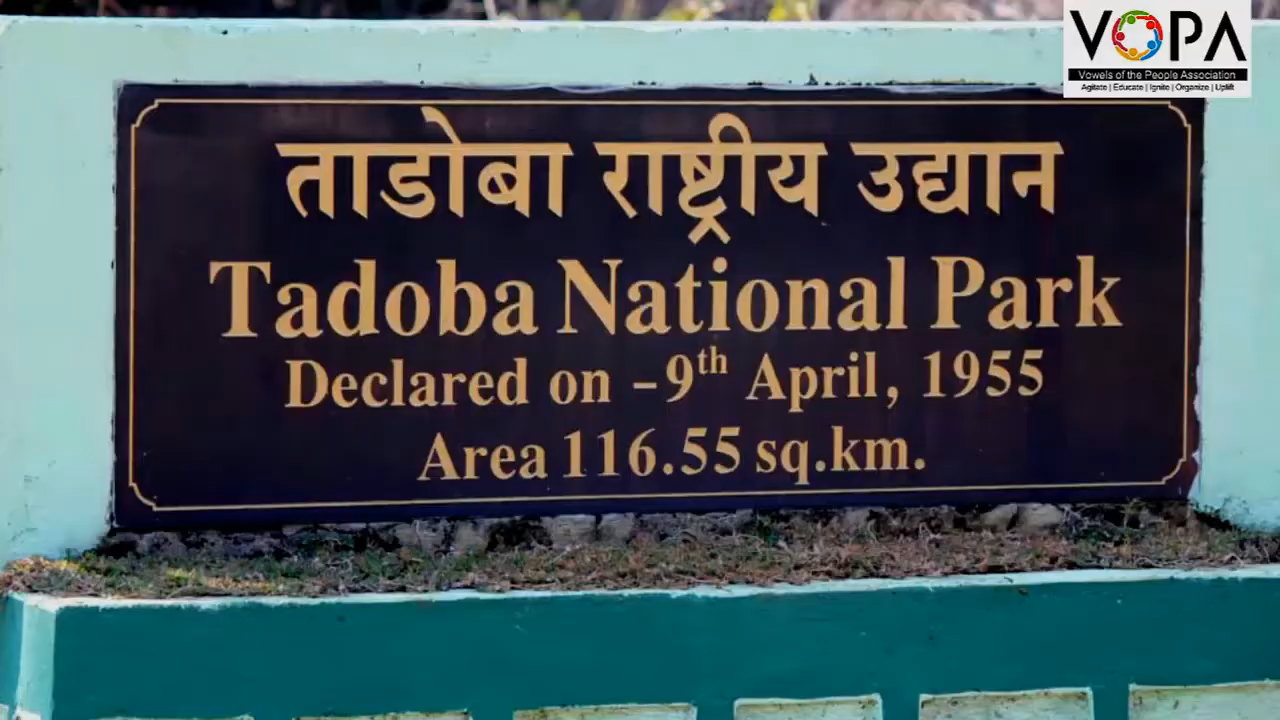 VOPA
Vowels of the People Association
Agitate | Educate | Ignite | Organize | Uplift
ताडोबा राष्ट्रीय उद्यान
Tadoba National Park
Declared on - 9th April, 1955
Area 116.55 sq.km.